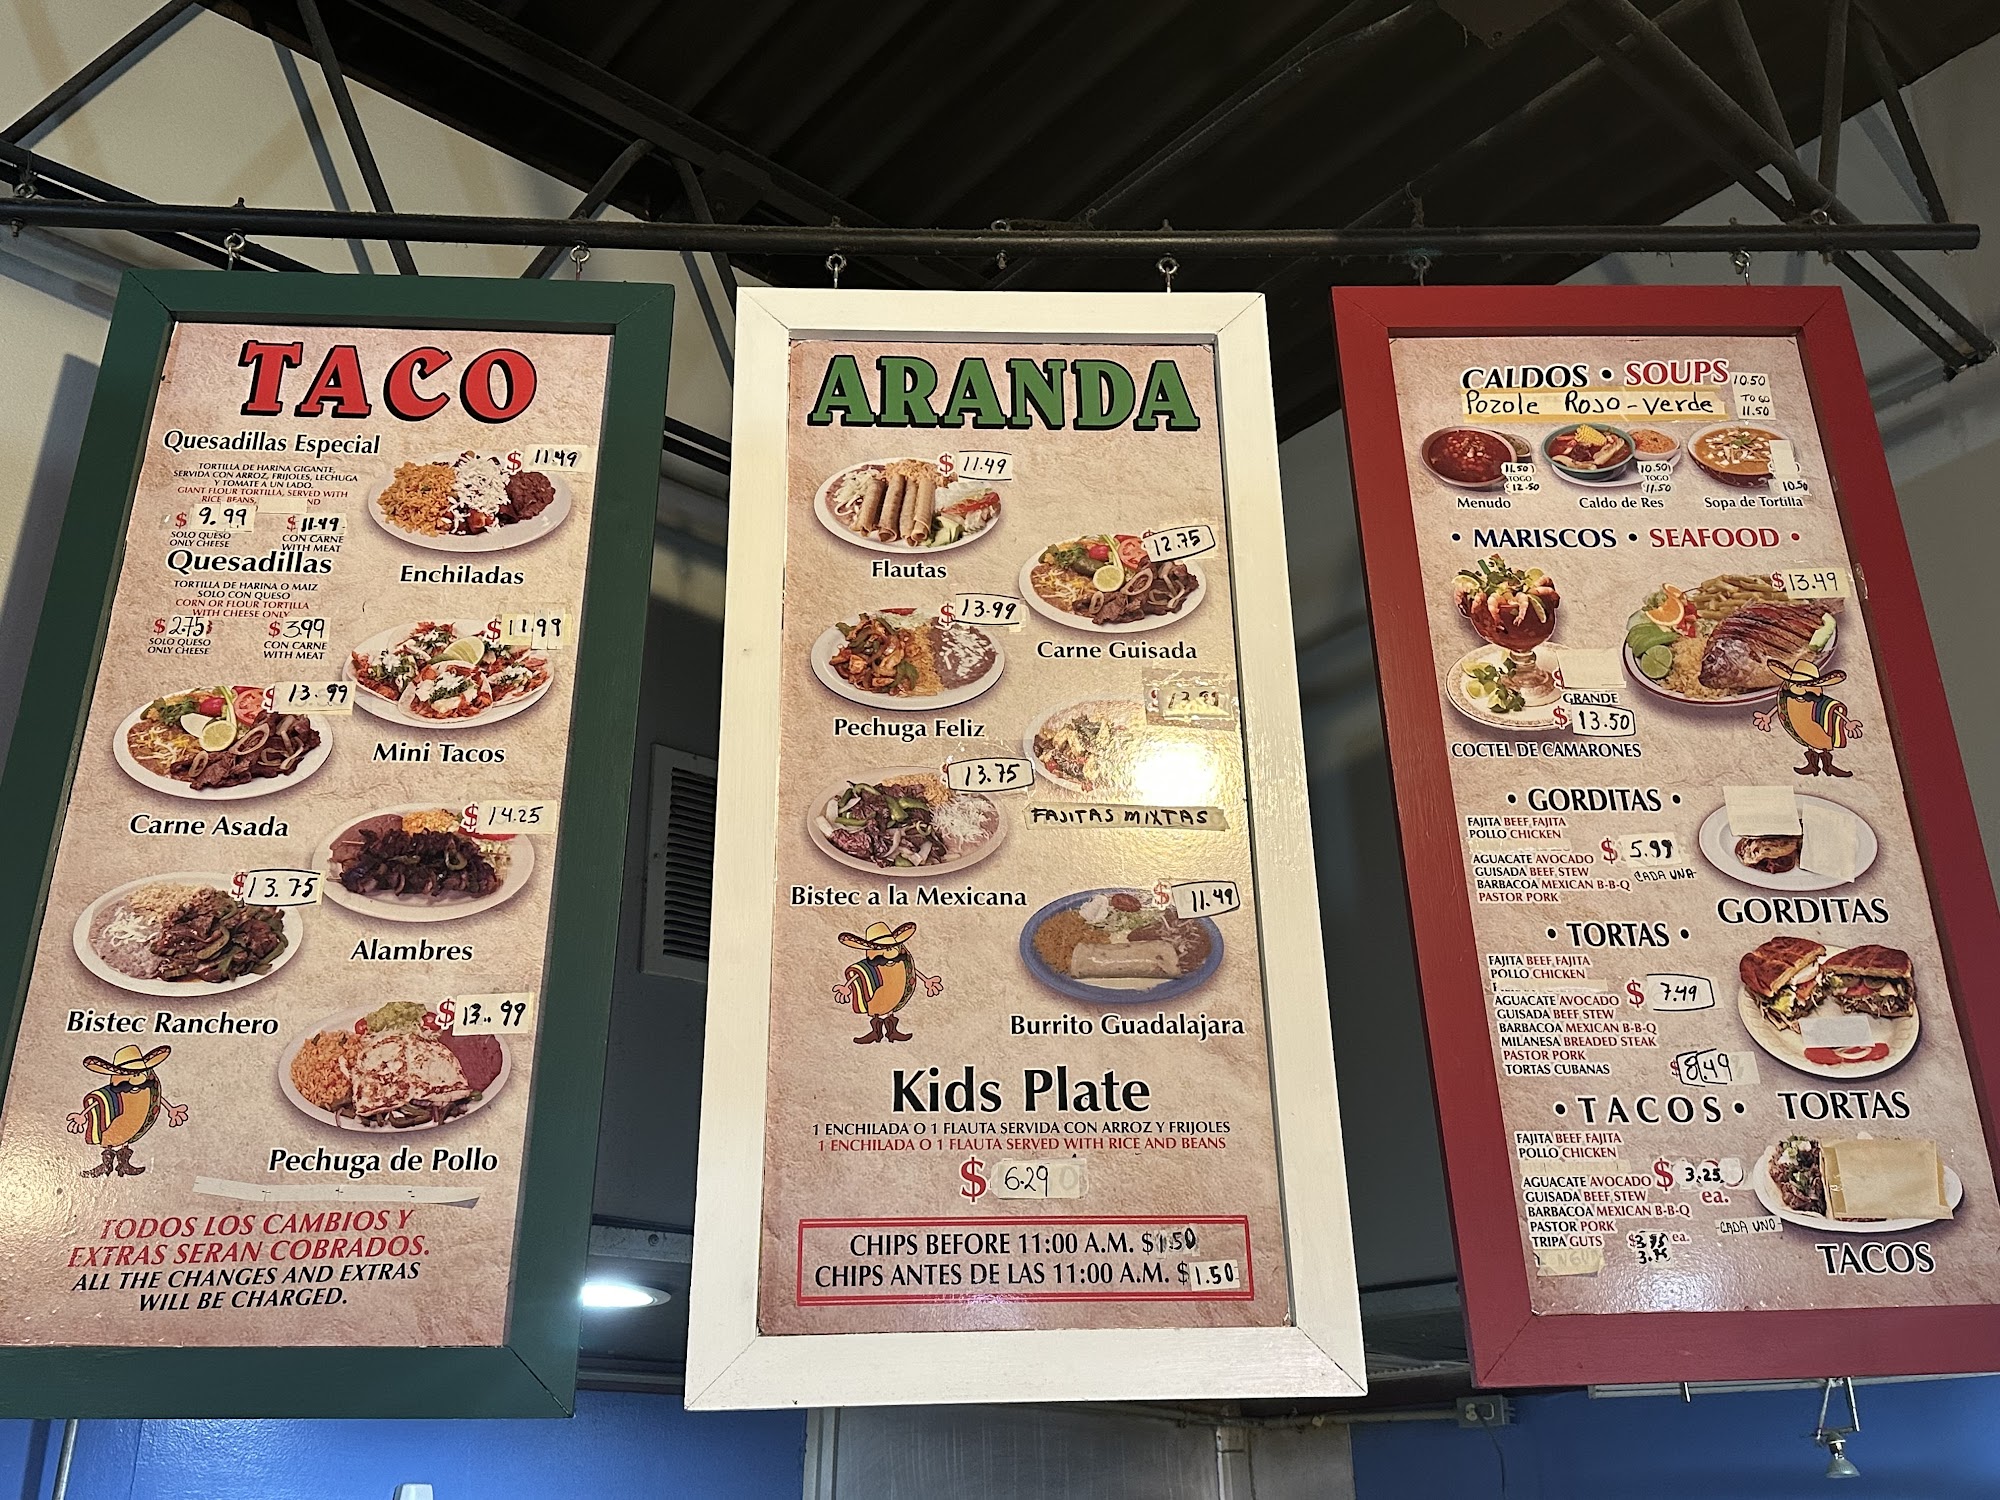 TACO
Quesadillas Especial
TORTILLA DE HARINA GIGANTE,
SERVIDA CON ARROZ, FRIJOLES, LECHUGA
Y TOMATE A UN LADO.
GIANT FLOUR TORTILLA, SERVED WITH
RICE, BEANS,
$ 9.99
SOLO QUESO
ONLY CHEESE
$ 11.49
CON CARNE
WITH MEAT
$ 11.49
Enchiladas
Quesadillas
TORTILLA DE HARINA O MAIZ
SOLO CON QUESO
CORN OR FLOUR TORTILLA
WITH CHEESE ONLY
$ 2.75
SOLO QUESO
ONLY CHEESE
$ 3.99
CON CARNE
WITH MEAT
$ 11.99
Mini Tacos
$ 13.99
Carne Asada
$ 14.25
Alambres
$ 13.75
Bistec Ranchero
$ 13.99
Pechuga de Pollo
TODOS LOS CAMBIOS Y
EXTRAS SERAN COBRADOS.
ALL THE CHANGES AND EXTRAS
WILL BE CHARGED.
ARANDA
$ 11.49
Flautas
12.75
Carne Guisada
$ 13.99
Pechuga Feliz
$ 13.99
FAJITAS MIXTAS
13.75
Bistec a la Mexicana
$ 11.49
Burrito Guadalajara
Kids Plate
1 ENCHILADA O 1 FLAUTA SERVIDA CON ARROZ Y FRIJOLES
1 ENCHILADA O 1 FLAUTA SERVED WITH RICE AND BEANS
$ 6.29
CHIPS BEFORE 11:00 A.M. $1.50
CHIPS ANTES DE LAS 11:00 A.M. $1.50
CALDOS • SOUPS
10.50
TO GO
11.50
Pozole Rojo - Verde
11.50
TOGO
12.50
Menudo
10.50
TOGO
11.50
Caldo de Res
10.50
Sopa de Tortilla
• MARISCOS • SEAFOOD •
$ 13.49
GRANDE
$ 13.50
COCTEL DE CAMARONES
• GORDITAS •
FAJITA BEEF FAJITA
POLLO CHICKEN
AGUACATE AVOCADO
GUISADA BEEF STEW
BARBACOA MEXICAN B-B-Q
PASTOR PORK
$ 5.99
CADA UNA
GORDITAS
• TORTAS •
FAJITA BEEF FAJITA
POLLO CHICKEN
AGUACATE AVOCADO
GUISADA BEEF STEW
BARBACOA MEXICAN B-B-Q
MILANESA BREADED STEAK
PASTOR PORK
TORTAS CUBANAS
$ 7.49
$ 8.49
TORTAS
• TACOS •
FAJITA BEEF FAJITA
POLLO CHICKEN
AGUACATE AVOCADO
GUISADA BEEF STEW
BARBACOA MEXICAN B-B-Q
PASTOR PORK
TRIPA GUTS
$ 3.25
ea.
- CADA UNO -
ea.
TACOS